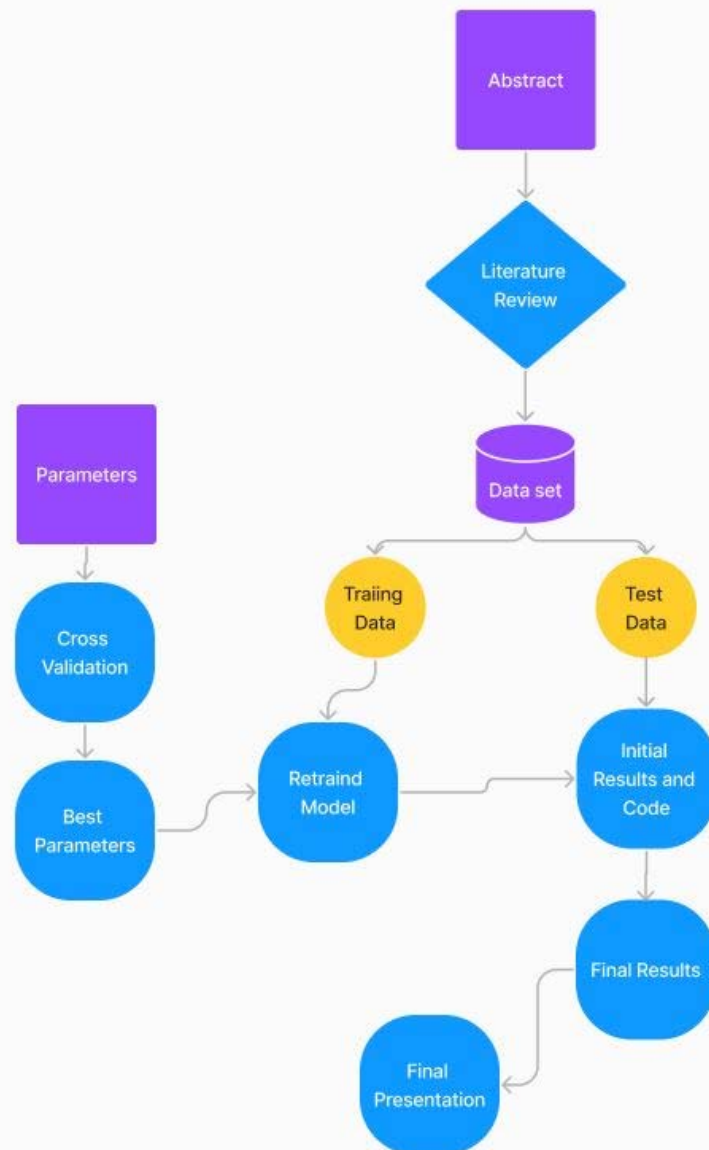 Abstract
Literature
Review
Data set
Parameters
Traiing
Data
Test
Data
Cross
Validation
Retraind
Model
Initial
Results and
Code
Best
Parameters
Final Results
Final
Presentation